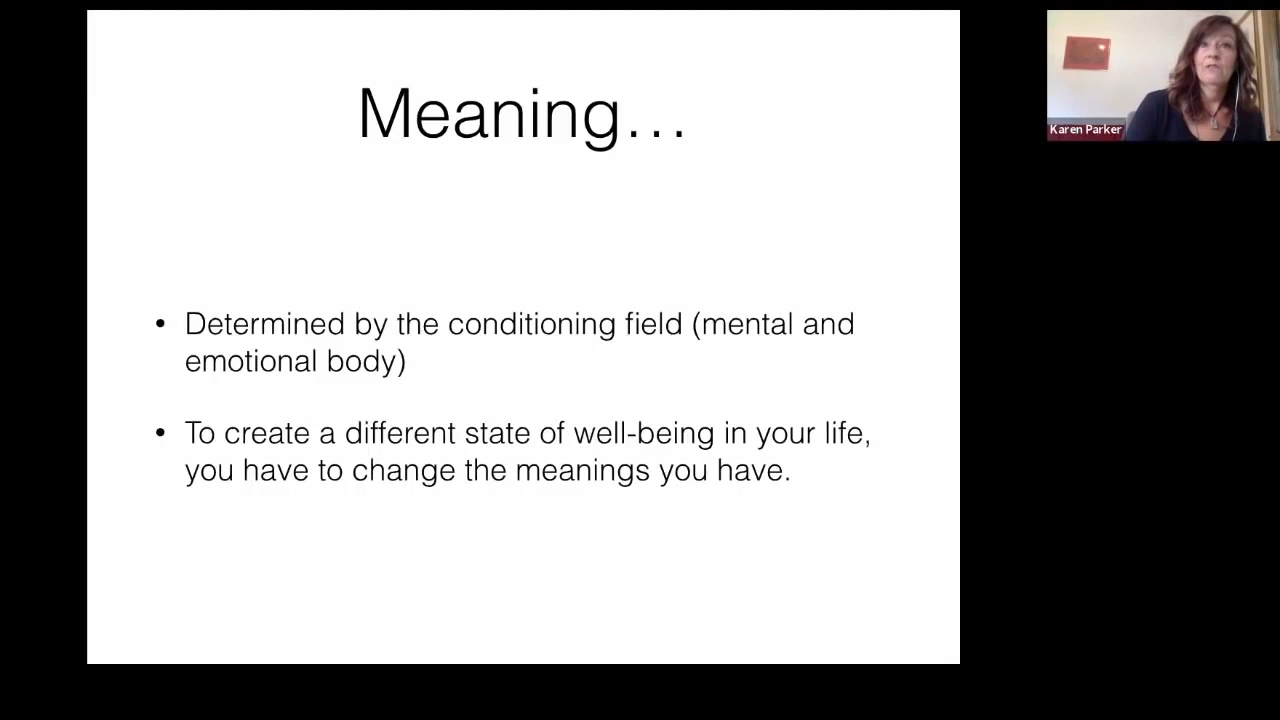 Meaning…
• Determined by the conditioning field (mental and
emotional body)
• To create a different state of well-being in your life,
you have to change the meanings you have.
Karen Parker